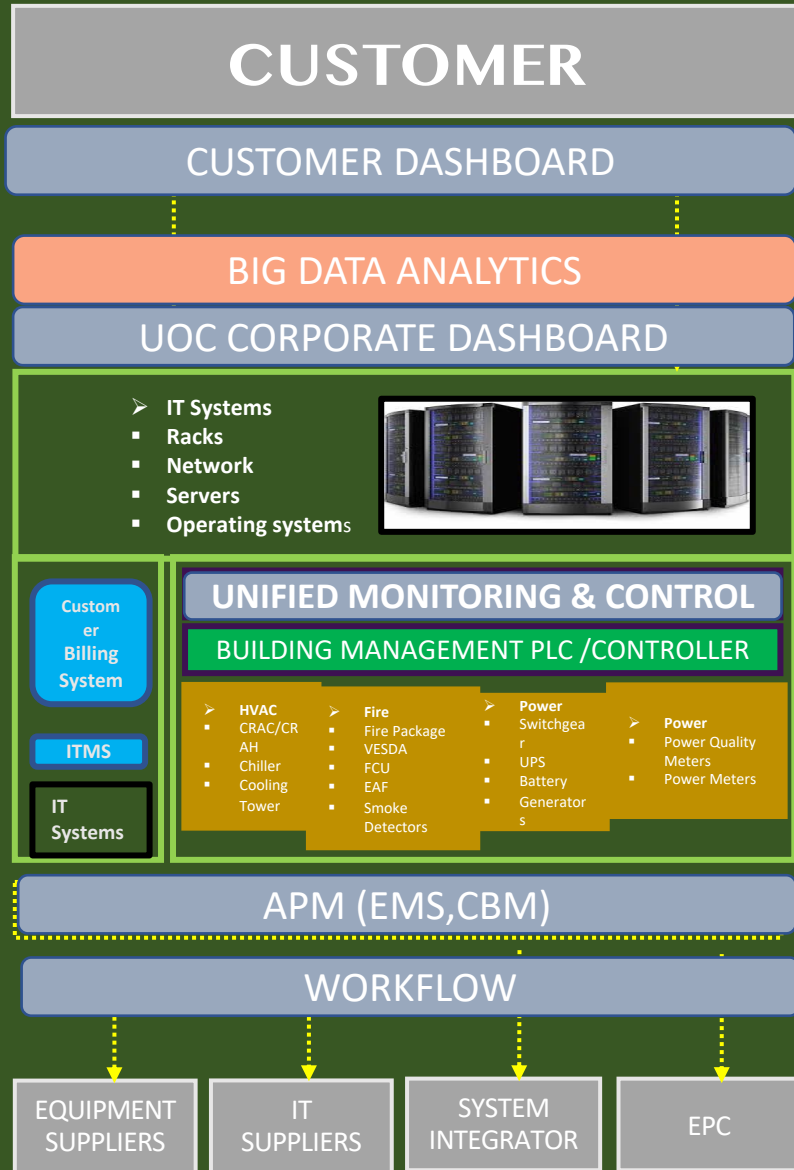 CUSTOMER
CUSTOMER DASHBOARD
BIG DATA ANALYTICS
UOC CORPORATE DASHBOARD
➢ IT Systems
▪ Racks
▪ Network
▪ Servers
▪ Operating systems
Custom
er
Billing
System
ITMS
IT
Systems
UNIFIED MONITORING & CONTROL
BUILDING MANAGEMENT PLC /CONTROLLER
➢ HVAC
▪ CRAC/CR
AH
▪ Chiller
▪ Cooling
Tower
➢ Fire
▪ Fire Package
▪ VESDA
▪ FCU
▪ EAF
▪ Smoke
Detectors
➢ Power
▪ Switchgea
r
▪ UPS
▪ Battery
▪ Generator
s
➢ Power
▪ Power Quality
Meters
▪ Power Meters
APM (EMS,CBM)
WORKFLOW
EQUIPMENT
SUPPLIERS
IT
SUPPLIERS
SYSTEM
INTEGRATOR
EPC